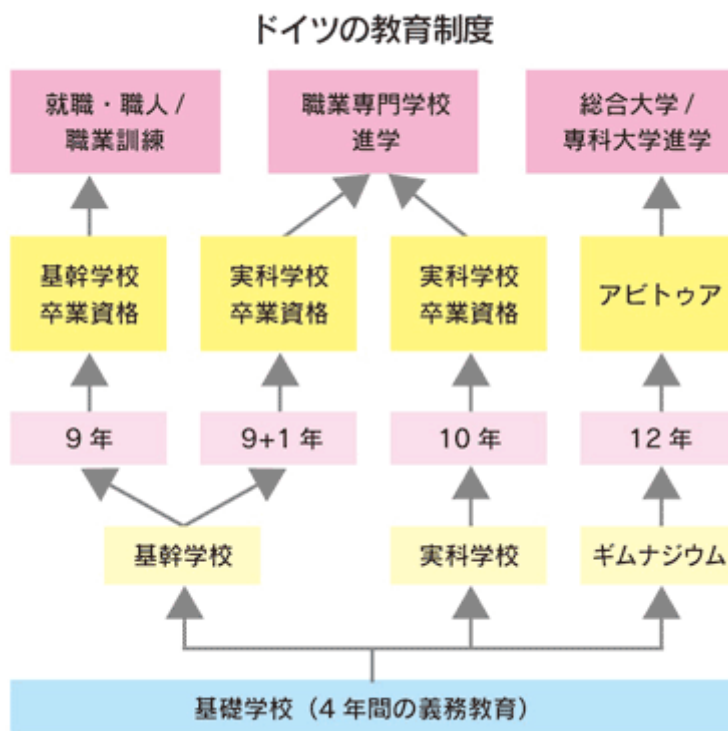 ドイツの教育制度
就職・職人 /
職業訓練
職業専門学校
進学
総合大学 /
専科大学進学
基幹学校
卒業資格
実科学校
卒業資格
実科学校
卒業資格
アビトゥア
9 年
9+1 年
10 年
12 年
基幹学校
実科学校
ギムナジウム
基礎学校（4 年間の義務教育）